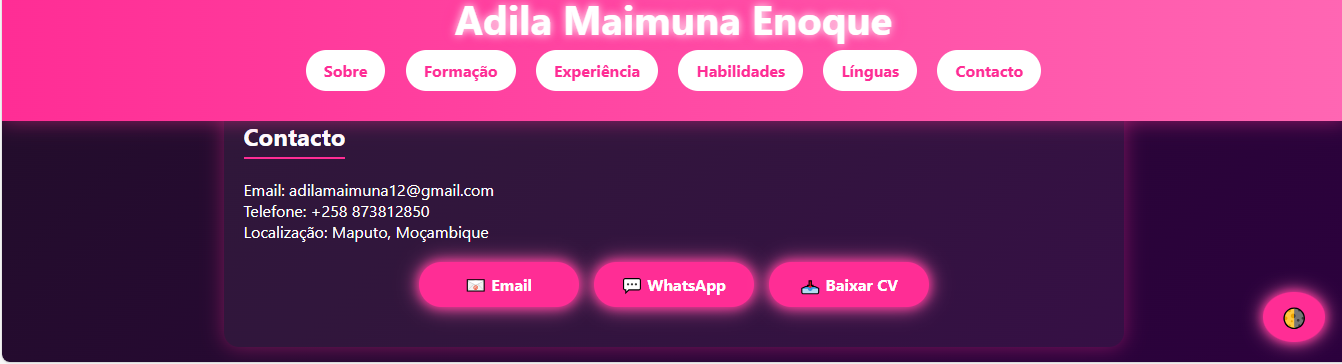 Adila Maimuna Enoque
Sobre Formação Experiência Habilidades Línguas Contacto
Contacto
Email: adilamaimuna12@gmail.com
Telefone: +258 873812850
Localização: Maputo, Moçambique
Email WhatsApp Baixar CV